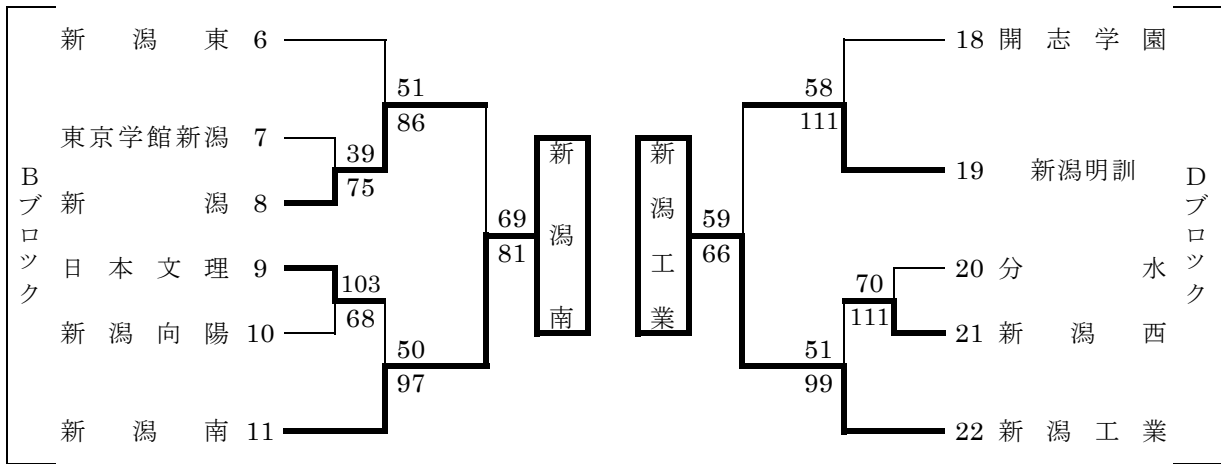 Bブロック
新潟東 6
東京学館新潟 7
新潟 8
日本文理 9
新潟向陽 10
新潟南 11
39
75
103
68
51
86
50
97
69
81
新潟南
新潟工業
59
66
58
111
70
111
51
99
18 開志学園
19 新潟明訓
20 分水
21 新潟西
22 新潟工業
Dブロック